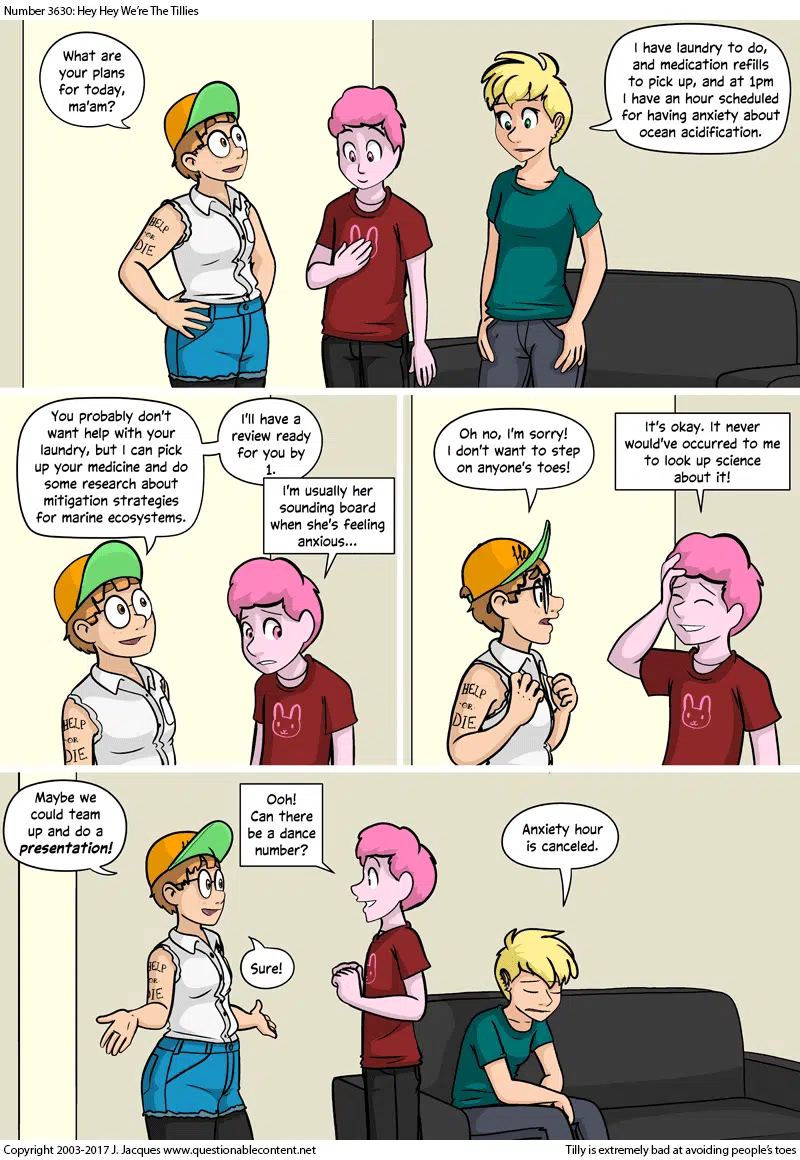 Number 3630: Hey Hey We're The Tillies
What are
your plans
for today,
ma'am?
I have laundry to do,
and medication refills
to pick up, and at 1pm
I have an hour scheduled
for having anxiety about
ocean acidification.
HELP
OR
DIE
You probably don't
want help with your
laundry, but I can pick
up your medicine and do
some research about
mitigation strategies
for marine ecosystems.
I'll have a
review ready
for you by
1.
I'm usually her
sounding board
when she's feeling
anxious...
HELP
OR
DIE
Oh no, I'm sorry!
I don't want to step
on anyone's toes!
It's okay. It never
would've occurred to me
to look up science
about it!
He
HELP
OR
DIE
Maybe we
could team
up and do a
presentation!
Ooh!
Can there
be a dance
number?
Sure!
Anxiety hour
is canceled.
HELP
OR
DIE
Copyright 2003-2017 J. Jacques www.questionablecontent.net
Tilly is extremely bad at avoiding people's toes